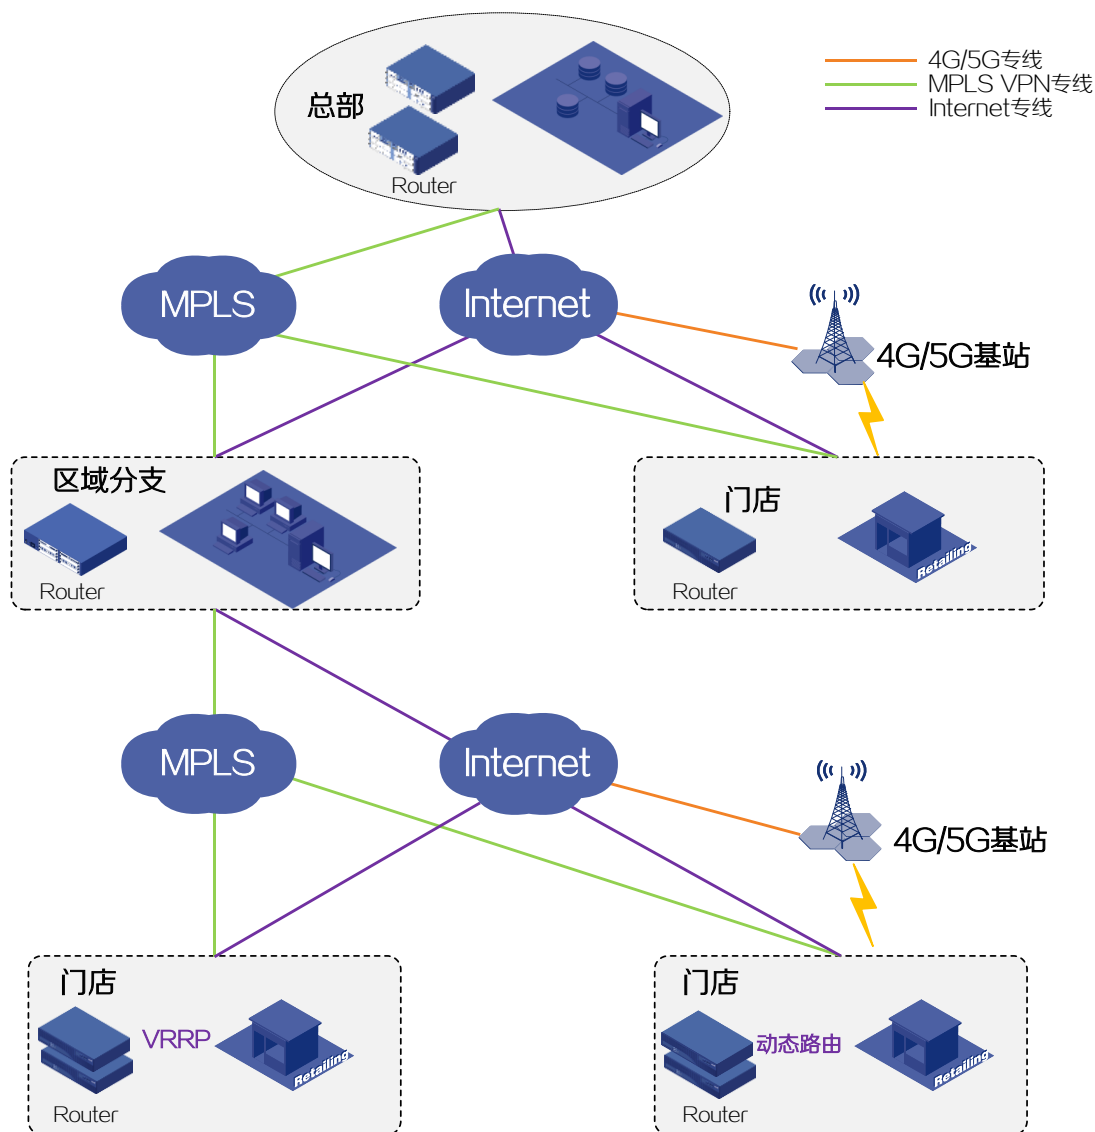 4G/5G专线
MPLS VPN专线
Internet专线
总部
Router
MPLS
Internet
4G/5G基站
区域分支
Router
门店
Router
Retailing
MPLS
Internet
4G/5G基站
门店
VRRP
Router
Retailing
门店
动态路由
Router
Retailing